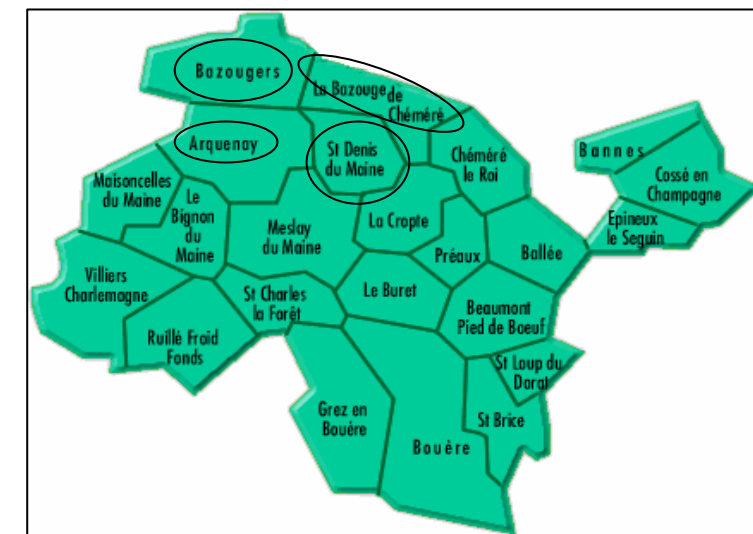 Bazougers
La Bazouge
de
Chéméré
Arquenay
St Denis
du Maine
Chéméré
le Roi
Bannes
Cossé en
Champagne
Maisoncelles
du Maine
Le
Bignon
du
Maine
Meslay
du Maine
La Cropte
Epineux
le Seguin
Préaux
Ballée
Villiers
Charlemagne
St Charles
la Forêt
Le Buret
Beaumont
Pied de Boeuf
Ruillé Froid
Fonds
St Loup du
Dorat
Grez en
Bouère
St Brice
Bouère